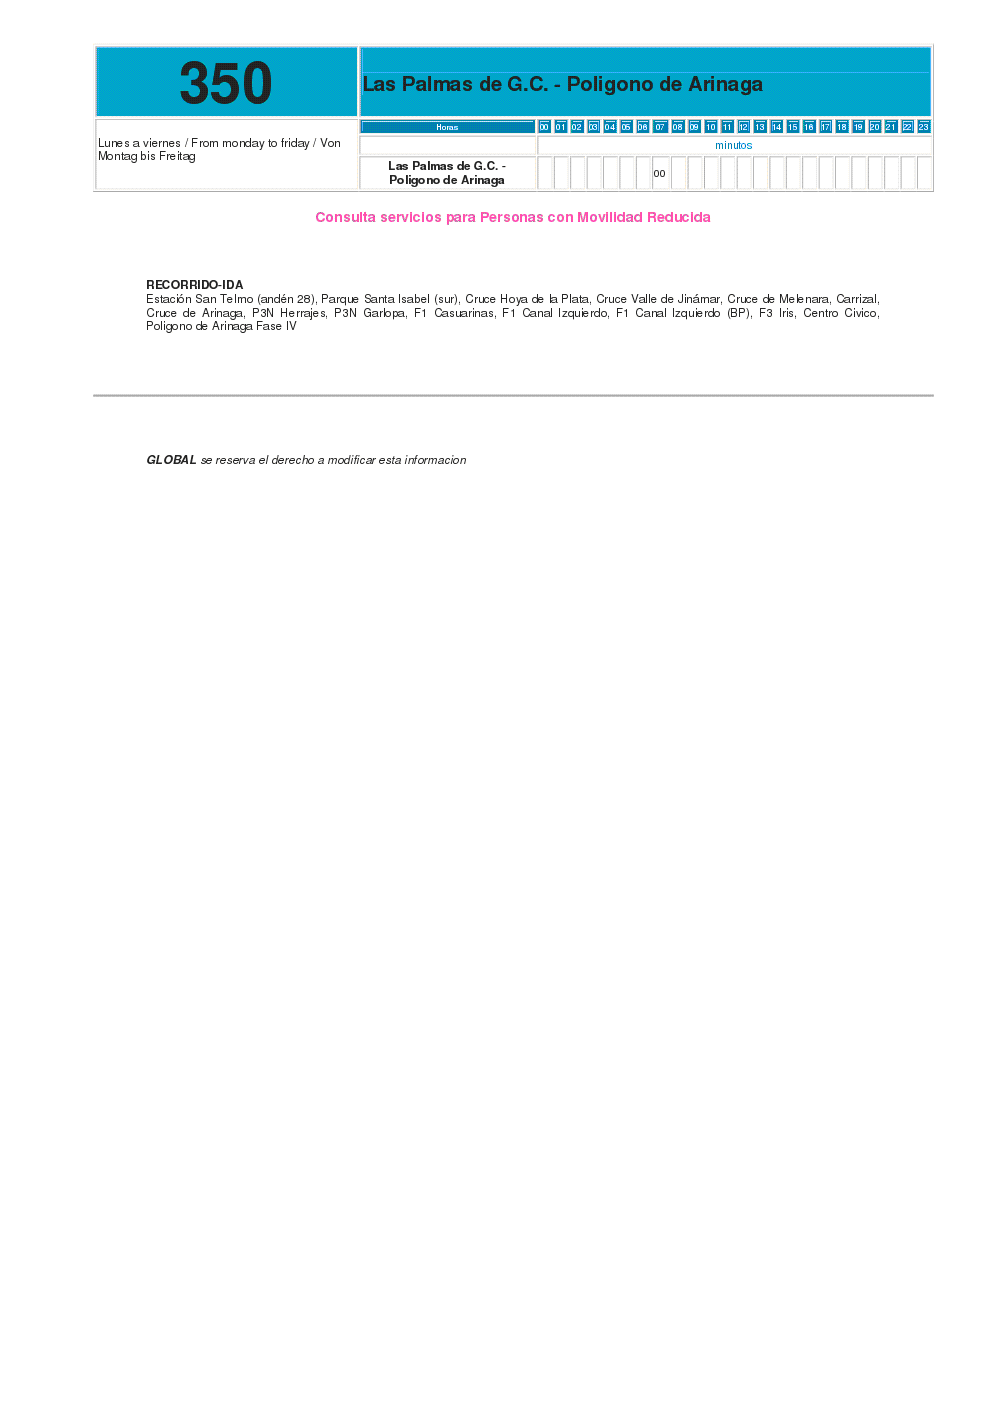 350
Las Palmas de G.C. - Poligono de Arinaga
Lunes a viernes / From monday to friday / Von
Montag bis Freitag
Horas 00 01 02 03 04 05 06 07 08 09 10 11 12 13 14 15 16 17 18 19 20 21 22 23
minutos
Las Palmas de G.C. -
Poligono de Arinaga
00
Consulta servicios para Personas con Movilidad Reducida
RECORRIDO-IDA
Estación San Telmo (andén 28), Parque Santa Isabel (sur), Cruce Hoya de la Plata, Cruce Valle de Jinámar, Cruce de Melenara, Carrizal,
Cruce de Arinaga, P3N Herrajes, P3N Garlopa, F1 Casuarinas, F1 Canal Izquierdo, F1 Canal Izquierdo (BP), F3 Iris, Centro Civico,
Poligono de Arinaga Fase IV
GLOBAL se reserva el derecho a modificar esta informacion